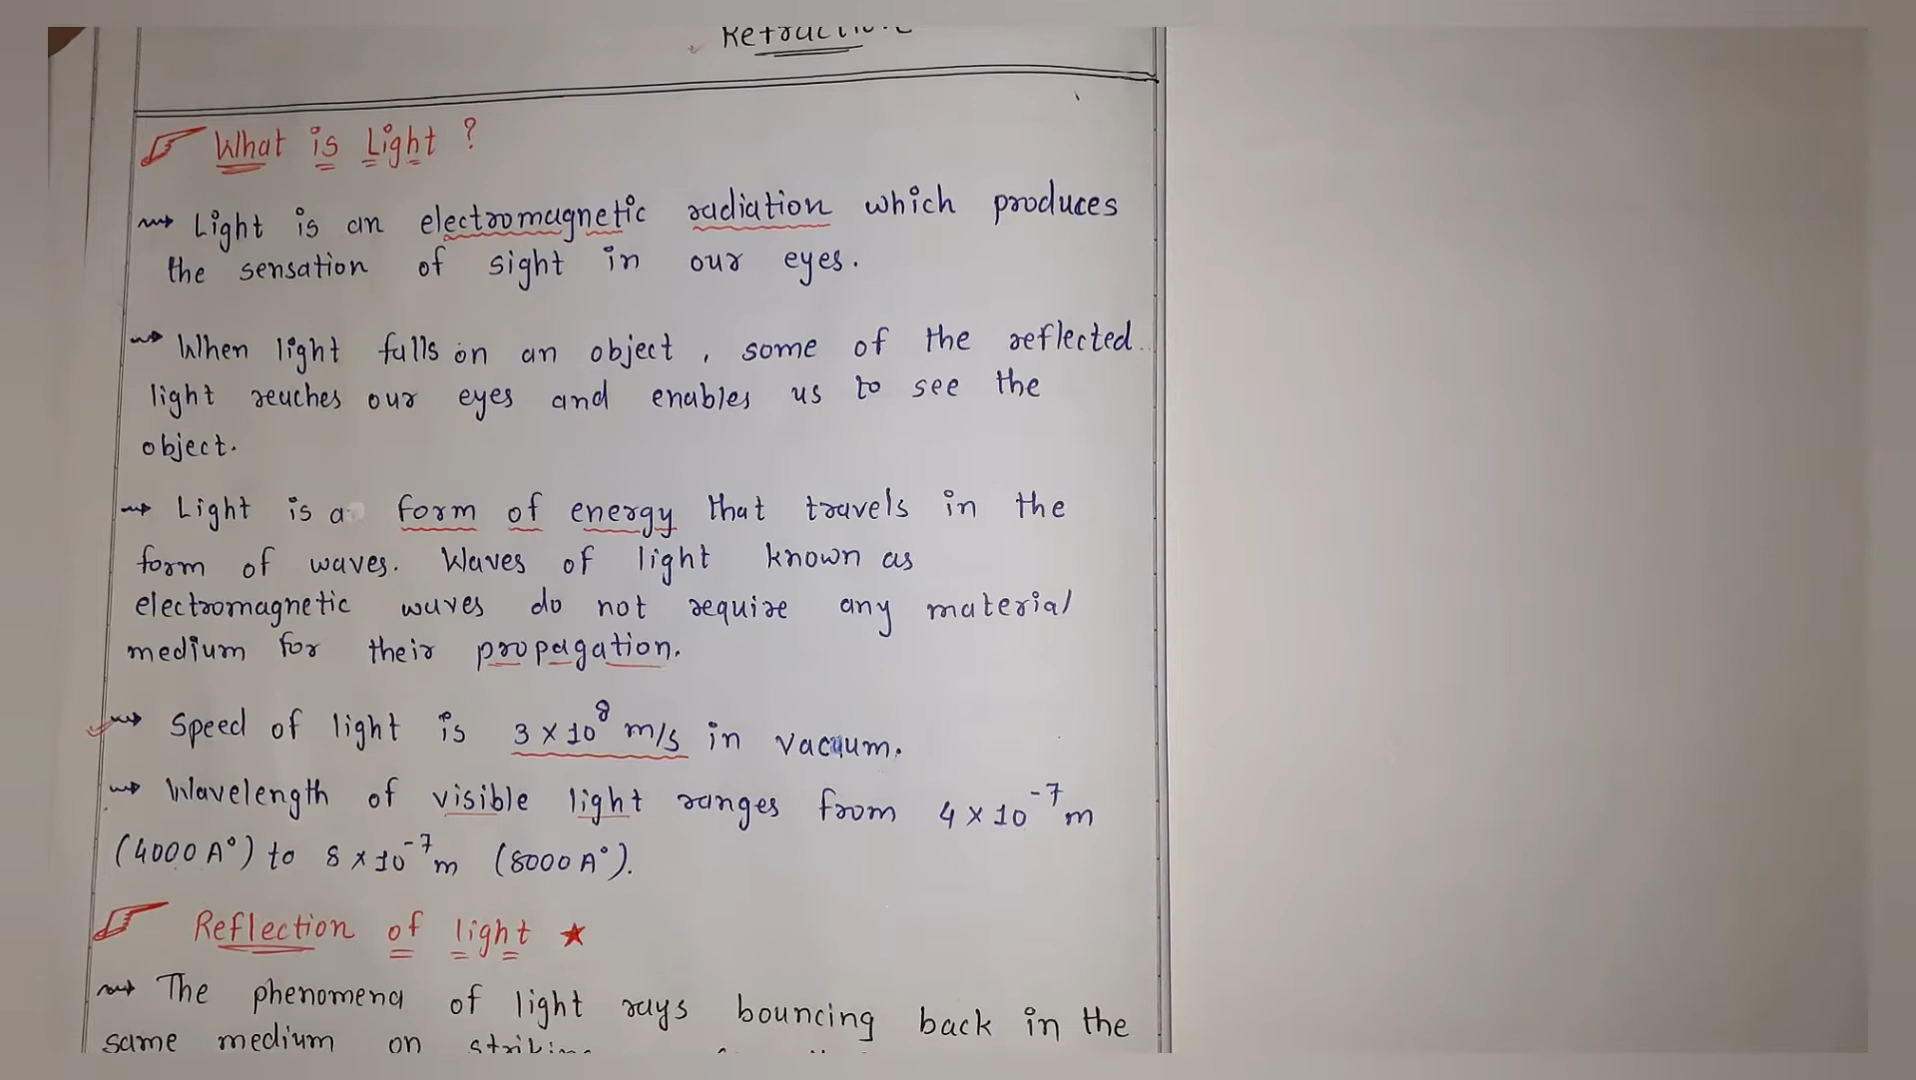 What is Light ?
Light is an electromagnetic radiation which produces
the sensation of sight in our eyes.
When light falls on an object, some of the reflected
light reaches our eyes and enables us to see the
object.
Light is a form of energy that travels in the
form of waves. Waves of light known as
electromagnetic waves do not require any material
medium for their propagation.
Speed of light is 3 x 10⁸ m/s in vacuum.
Wavelength of visible light ranges from 4 x 10⁻⁷ m
(4000 A°) to 8 x 10⁻⁷ m (8000 A°).
Reflection of light ★
The phenomena of light rays bouncing back in the
same medium on